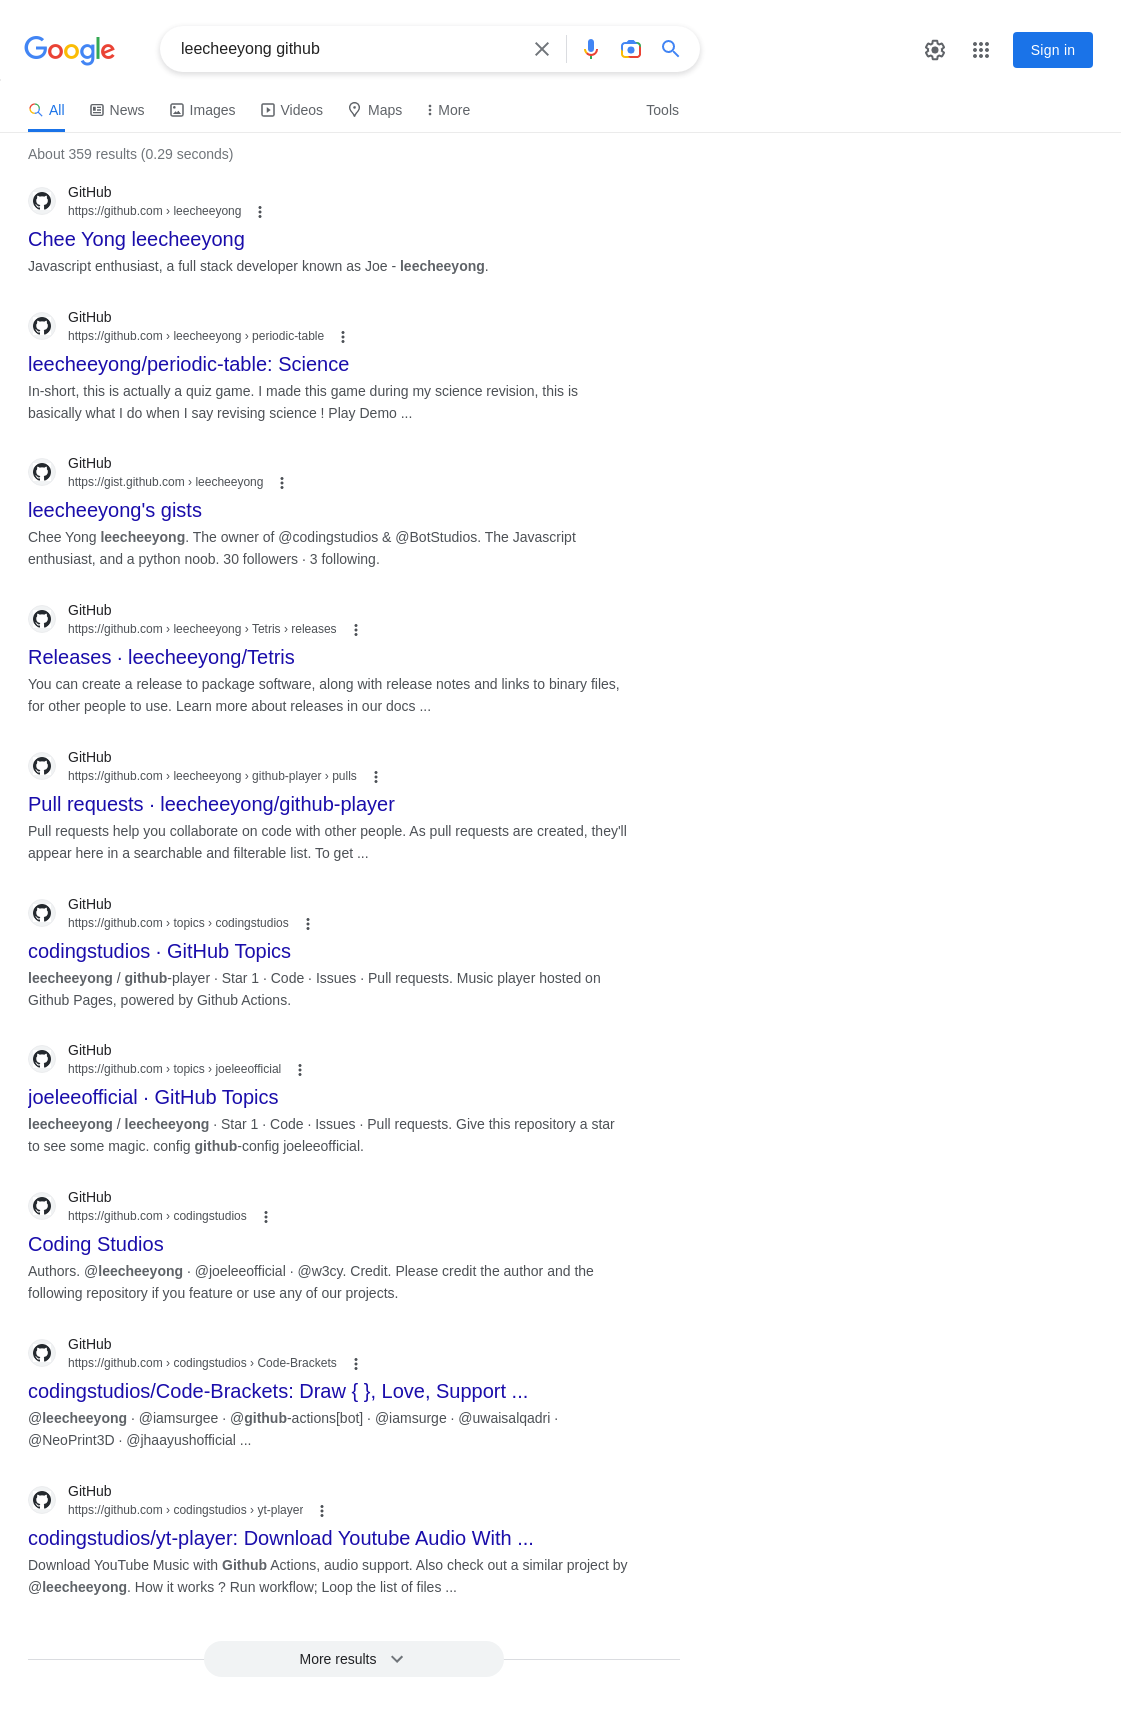 Google
leecheeyong github
Sign in
All
News
Images
Videos
Maps
More
Tools
About 359 results (0.29 seconds)
GitHub
https://github.com › leecheeyong
Chee Yong leecheeyong
Javascript enthusiast, a full stack developer known as Joe - leecheeyong.
GitHub
https://github.com › leecheeyong › periodic-table
leecheeyong/periodic-table: Science
In-short, this is actually a quiz game. I made this game during my science revision, this is
basically what I do when I say revising science ! Play Demo ...
GitHub
https://gist.github.com › leecheeyong
leecheeyong's gists
Chee Yong leecheeyong. The owner of @codingstudios & @BotStudios. The Javascript
enthusiast, and a python noob. 30 followers · 3 following.
GitHub
https://github.com › leecheeyong › Tetris › releases
Releases · leecheeyong/Tetris
You can create a release to package software, along with release notes and links to binary files,
for other people to use. Learn more about releases in our docs ...
GitHub
https://github.com › leecheeyong › github-player › pulls
Pull requests · leecheeyong/github-player
Pull requests help you collaborate on code with other people. As pull requests are created, they'll
appear here in a searchable and filterable list. To get ...
GitHub
https://github.com › topics › codingstudios
codingstudios · GitHub Topics
leecheeyong / github-player · Star 1 · Code · Issues · Pull requests. Music player hosted on
Github Pages, powered by Github Actions.
GitHub
https://github.com › topics › joeleeofficial
joeleeofficial · GitHub Topics
leecheeyong / leecheeyong · Star 1 · Code · Issues · Pull requests. Give this repository a star
to see some magic. config github-config joeleeofficial.
GitHub
https://github.com › codingstudios
Coding Studios
Authors. @leecheeyong · @joeleeofficial · @w3cy. Credit. Please credit the author and the
following repository if you feature or use any of our projects.
GitHub
https://github.com › codingstudios › Code-Brackets
codingstudios/Code-Brackets: Draw { }, Love, Support ...
@leecheeyong · @iamsurgee · @github-actions[bot] · @iamsurge · @uwaisalqadri ·
@NeoPrint3D · @jhaayushofficial ...
GitHub
https://github.com › codingstudios › yt-player
codingstudios/yt-player: Download Youtube Audio With ...
Download YouTube Music with Github Actions, audio support. Also check out a similar project by
@leecheeyong. How it works ? Run workflow; Loop the list of files ...
More results